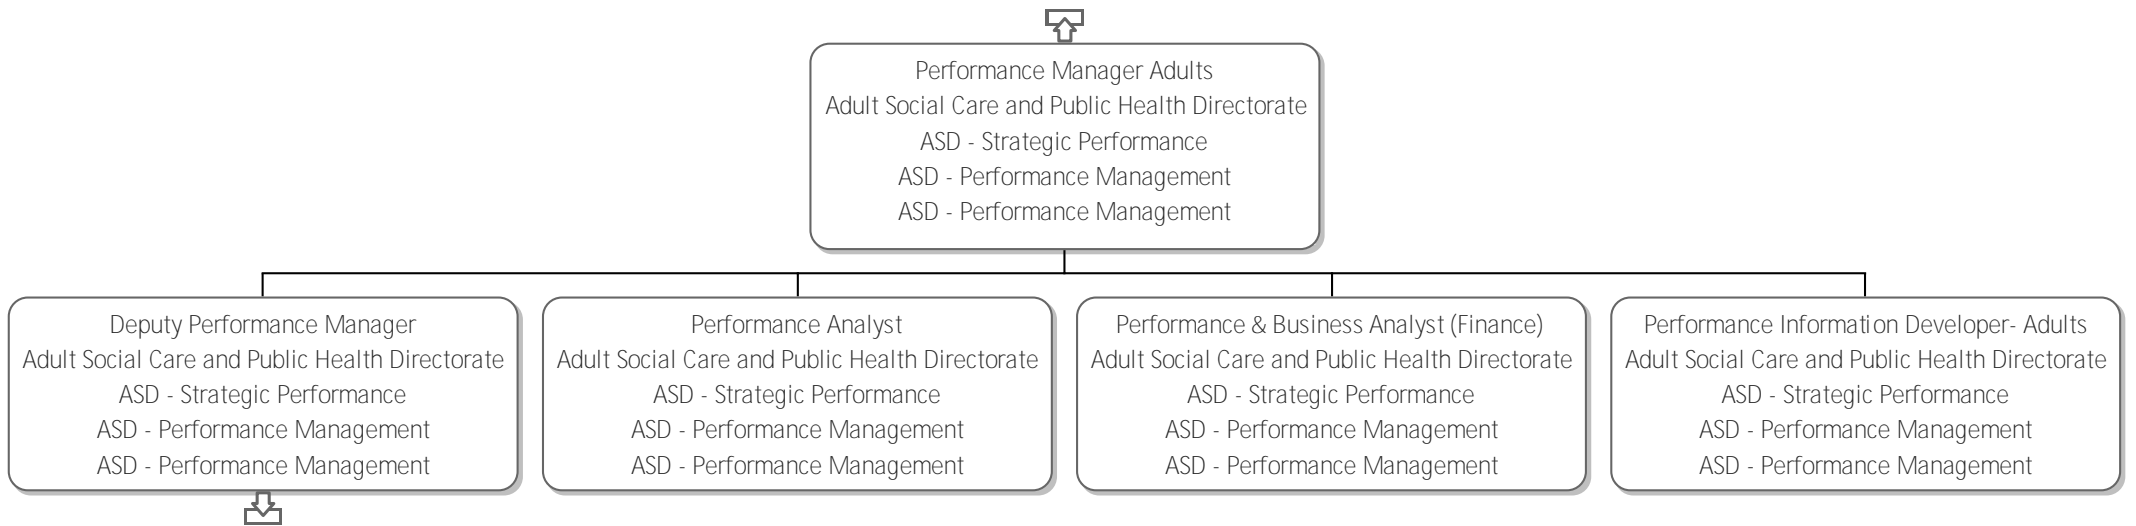 Performance Manager Adults
Adult Social Care and Public Health Directorate
ASD - Strategic Performance
ASD - Performance Management
ASD - Performance Management
Deputy Performance Manager
Adult Social Care and Public Health Directorate
ASD - Strategic Performance
ASD - Performance Management
ASD - Performance Management
Performance Analyst
Adult Social Care and Public Health Directorate
ASD - Strategic Performance
ASD - Performance Management
ASD - Performance Management
Performance & Business Analyst (Finance)
Adult Social Care and Public Health Directorate
ASD - Strategic Performance
ASD - Performance Management
ASD - Performance Management
Performance Information Developer- Adults
Adult Social Care and Public Health Directorate
ASD - Strategic Performance
ASD - Performance Management
ASD - Performance Management